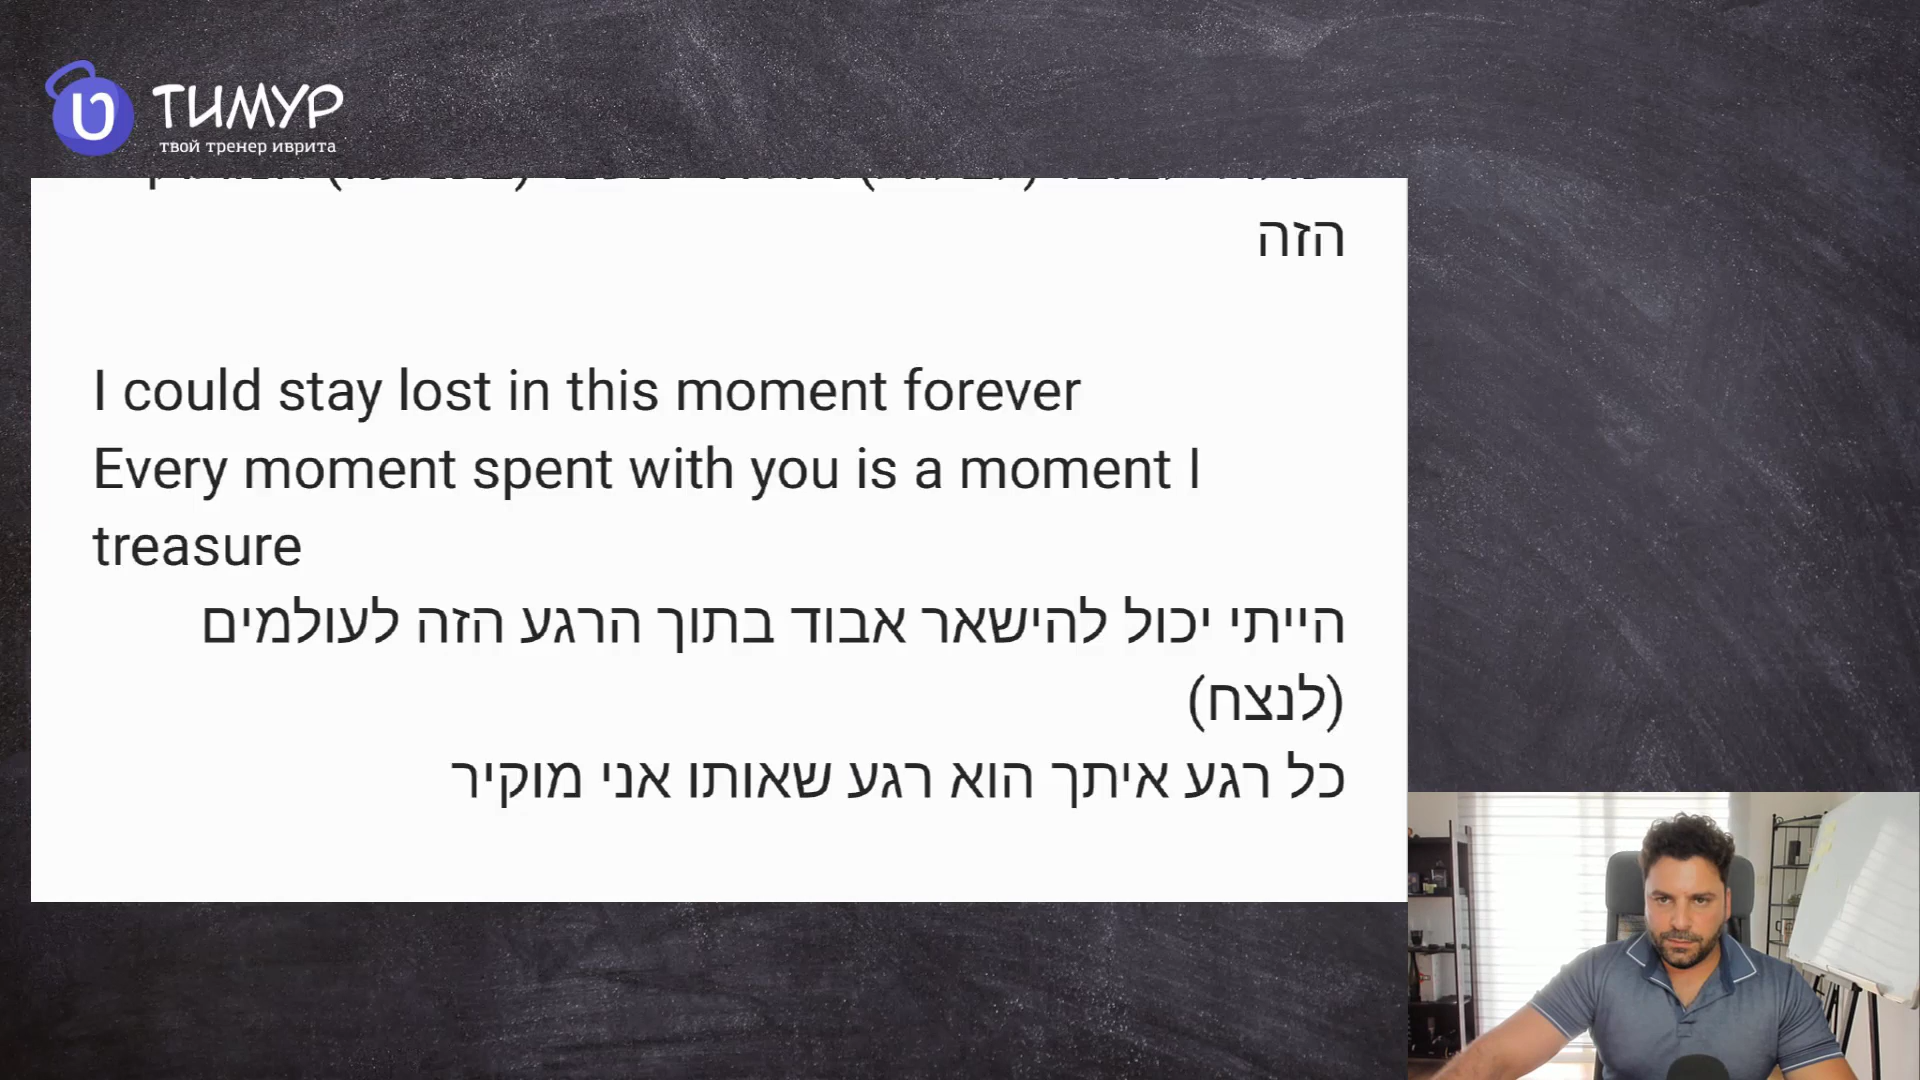 ТИМУР
твой тренер иврита
הזה
I could stay lost in this moment forever
Every moment spent with you is a moment I
treasure
הייתי יכול להישאר אבוד בתוך הרגע הזה לעולמים
(לנצח)
כל רגע איתך הוא רגע שאותו אני מוקיר